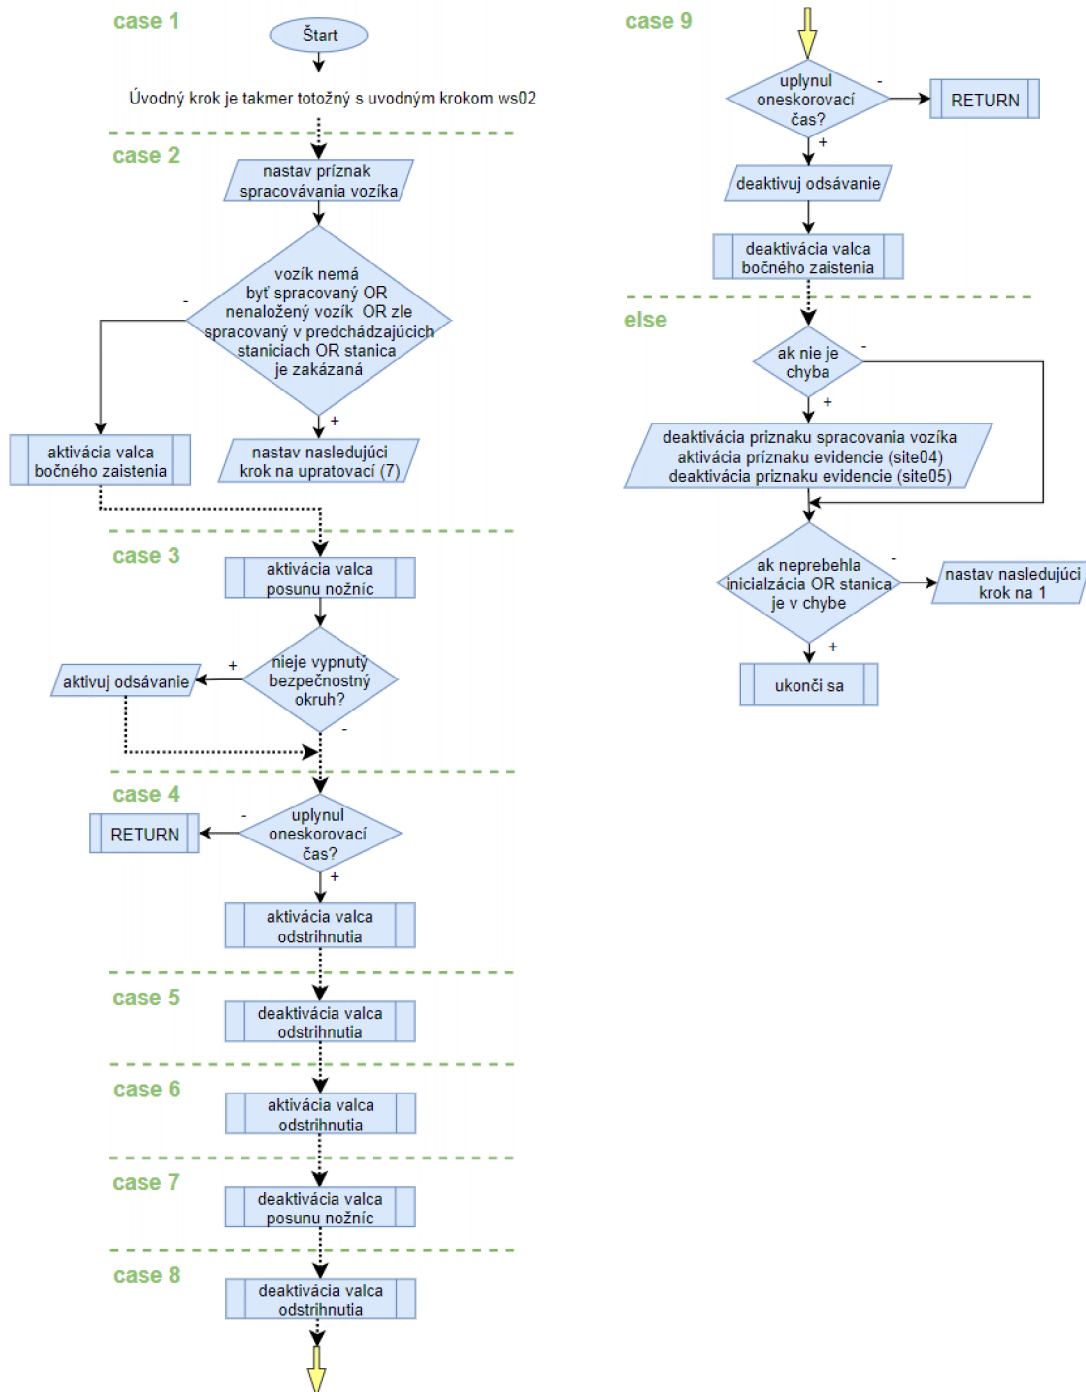 case 1
Štart
Úvodný krok je takmer totožný s uvodným krokom ws02
case 2
nastav príznak
spracovávania vozíka
vozík nemá
byť spracovaný OR
nenaložený vozík OR zle
spracovaný v predchádzajúcich
staniciach OR stanica
je zakázaná
-
+
aktivácia valca
bočného zaistenia
nastav nasledujúci
krok na upratovací (7)
case 3
aktivácia valca
posunu nožníc
nieje vypnutý
bezpečnostný
okruh?
+
aktivuj odsávanie
-
case 4
uplynul
oneskorovací
čas?
-
RETURN
+
aktivácia valca
odstrihnutia
case 5
deaktivácia valca
odstrihnutia
case 6
aktivácia valca
odstrihnutia
case 7
deaktivácia valca
posunu nožníc
case 8
deaktivácia valca
odstrihnutia
case 9
uplynul
oneskorovací
čas?
-
RETURN
+
deaktivuj odsávanie
deaktivácia valca
bočného zaistenia
else
ak nie je
chyba
-
+
deaktivácia priznaku spracovania vozíka
aktivácia príznaku evidencie (site04)
deaktivácia priznaku evidencie (site05)
ak neprebehla
inicialzácia OR stanica
je v chybe
-
nastav nasledujúci
krok na 1
+
ukonči sa